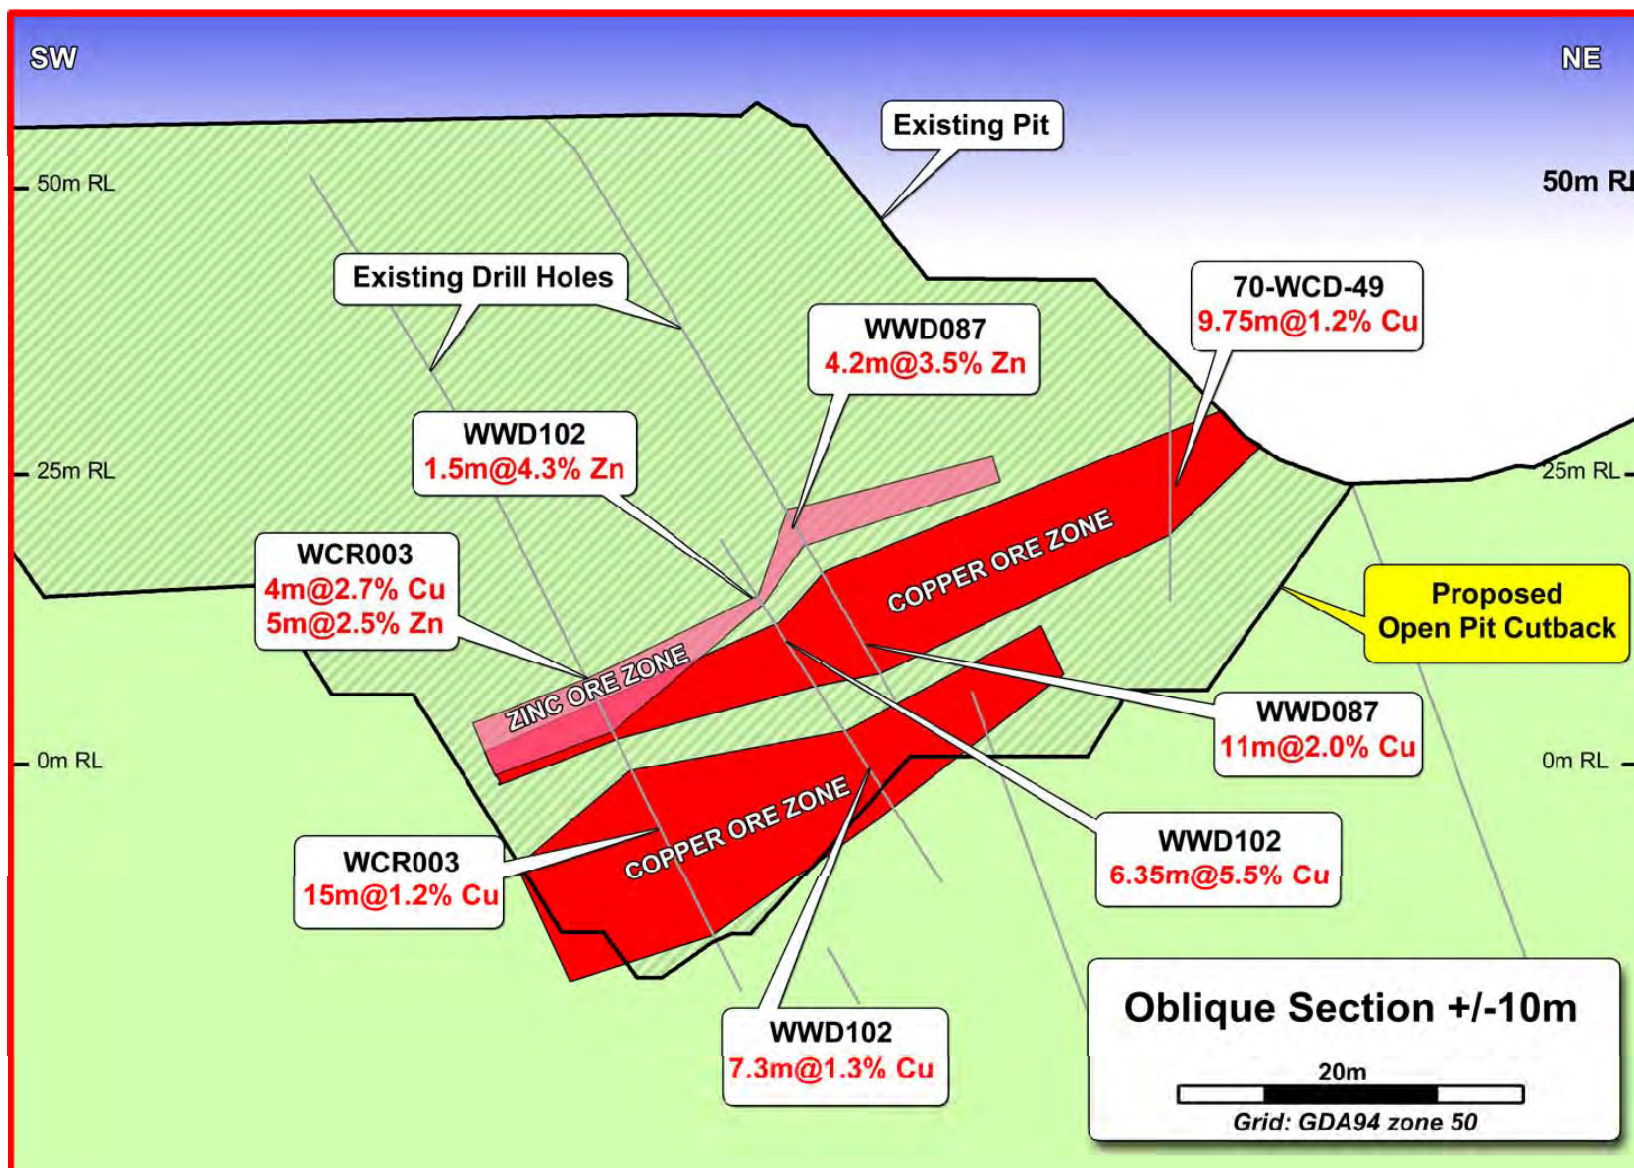 SW
NE
Existing Pit
50m RL
50m RL
Existing Drill Holes
70-WCD-49
9.75m@1.2% Cu
WWD087
4.2m@3.5% Zn
WWD102
1.5m@4.3% Zn
25m RL
25m RL
WCR003
4m@2.7% Cu
5m@2.5% Zn
COPPER ORE ZONE
Proposed
Open Pit Cutback
ZINC ORE ZONE
WWD087
11m@2.0% Cu
0m RL
0m RL
COPPER ORE ZONE
WWD102
6.35m@5.5% Cu
WCR003
15m@1.2% Cu
WWD102
7.3m@1.3% Cu
Oblique Section +/-10m
20m
Grid: GDA94 zone 50